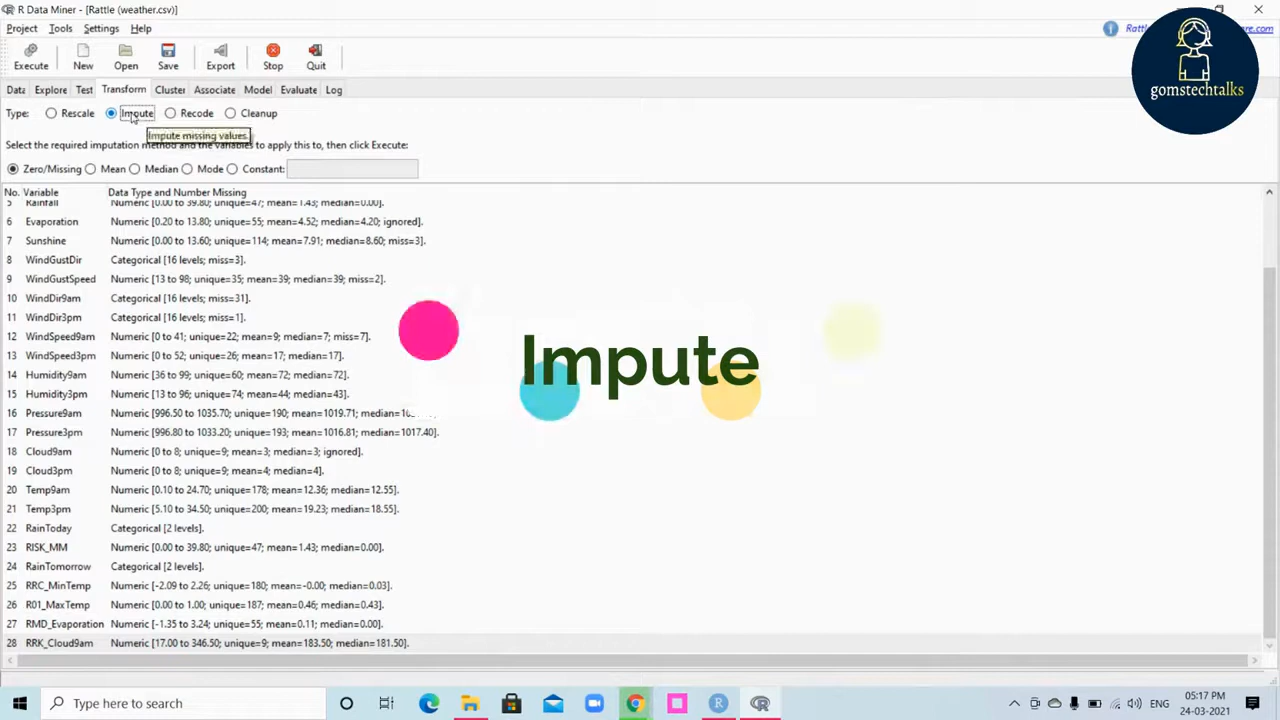 R Data Miner - [Rattle (weather.csv)]
Project Tools Settings Help
Execute New Open Save Export Stop Quit
gomstechtalks
Data Explore Test Transform Cluster Associate Model Evaluate Log
Type: Rescale Impute Recode Cleanup
Impute missing values.
Select the required imputation method and the variables to apply this to, then click Execute:
Zero/Missing Mean Median Mode Constant:
No. Variable Data Type and Number Missing
5 Rainfall Numeric [0.00 to 39.80; unique=47; mean=1.43; median=0.00].
6 Evaporation Numeric [0.20 to 13.80; unique=55; mean=4.52; median=4.20; ignored].
7 Sunshine Numeric [0.00 to 13.60; unique=114; mean=7.91; median=8.60; miss=3].
8 WindGustDir Categorical [16 levels; miss=3].
9 WindGustSpeed Numeric [13 to 98; unique=35; mean=39; median=39; miss=2].
10 WindDir9am Categorical [16 levels; miss=31].
11 WindDir3pm Categorical [16 levels; miss=1].
12 WindSpeed9am Numeric [0 to 41; unique=22; mean=9; median=7; miss=7].
13 WindSpeed3pm Numeric [0 to 52; unique=26; mean=17; median=17].
14 Humidity9am Numeric [36 to 99; unique=60; mean=72; median=72].
Impute
15 Humidity3pm Numeric [13 to 96; unique=74; mean=44; median=43].
16 Pressure9am Numeric [996.50 to 1035.70; unique=190; mean=1019.71;
17 Pressure3pm Numeric [996.80 to 1033.20; unique=193; mean=1016.81; median=1017.40].
18 Cloud9am Numeric [0 to 8; unique=9; mean=3; median=3; ignored].
19 Cloud3pm Numeric [0 to 8; unique=9; mean=4; median=4].
20 Temp9am Numeric [0.10 to 24.70; unique=178; mean=12.36; median=12.55].
21 Temp3pm Numeric [5.10 to 34.50; unique=200; mean=19.23; median=18.55].
22 RainToday Categorical [2 levels].
23 RISK_MM Numeric [0.00 to 39.80; unique=47; mean=1.43; median=0.00].
24 RainTomorrow Categorical [2 levels].
25 RRC_MinTemp Numeric [-2.09 to 2.26; unique=180; mean=-0.00; median=0.03].
26 R01_MaxTemp Numeric [0.00 to 1.00; unique=187; mean=0.46; median=0.43].
27 RMD_Evaporation Numeric [-1.35 to 3.24; unique=55; mean=0.11; median=0.00].
28 RRK_Cloud9am Numeric [17.00 to 346.50; unique=9; mean=183.50; median=181.50].
Type here to search
ENG
05:17 PM
24-03-2021